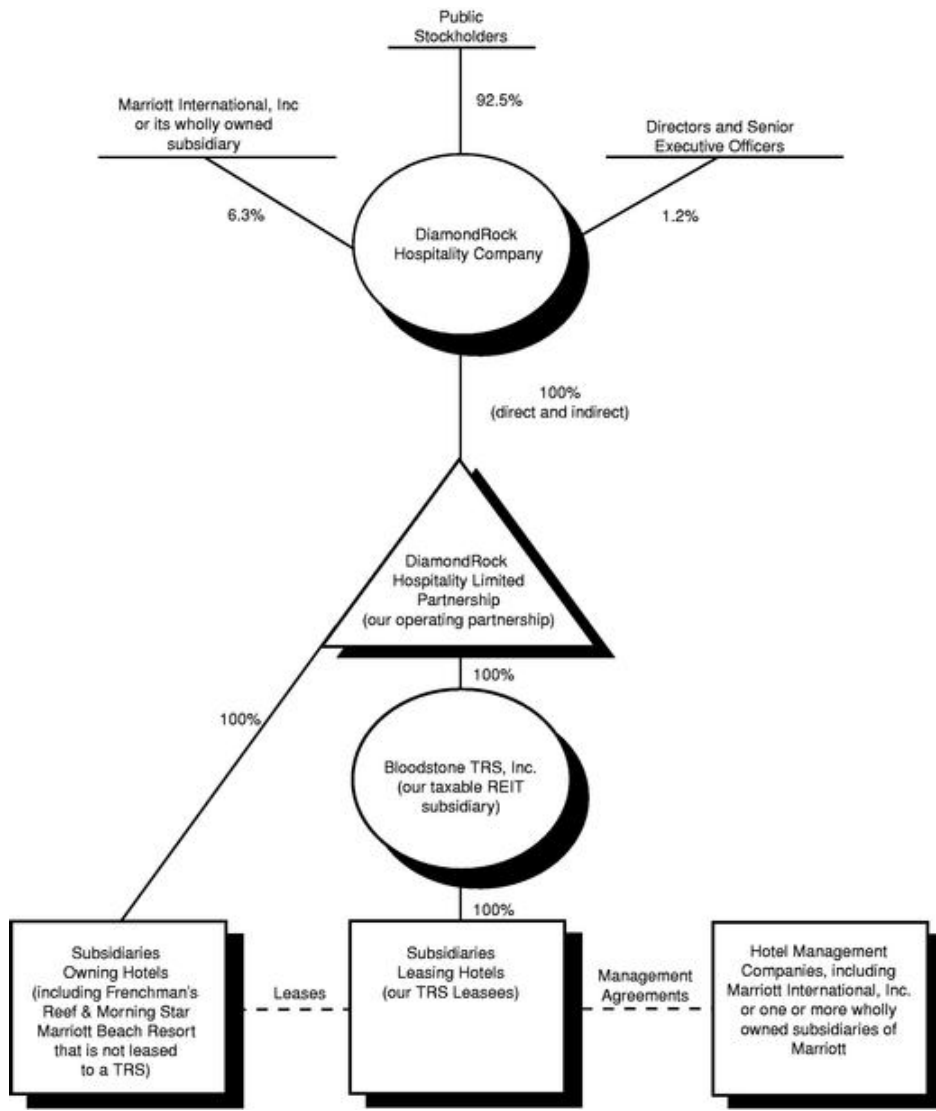 Public
Stockholders
92.5%
Marriott International, Inc
or its wholly owned
subsidiary
6.3%
Directors and Senior
Executive Officers
1.2%
DiamondRock
Hospitality Company
100%
(direct and indirect)
DiamondRock
Hospitality Limited
Partnership
(our operating partnership)
100%
100%
Bloodstone TRS, Inc.
(our taxable REIT
subsidiary)
100%
Subsidiaries
Owning Hotels
(including Frenchman's
Reef & Morning Star
Marriott Beach Resort
that is not leased
to a TRS)
Leases
Subsidiaries
Leasing Hotels
(our TRS Leasees)
Management
Agreements
Hotel Management
Companies, including
Marriott International, Inc.
or one or more wholly
owned subsidiaries of
Marriott